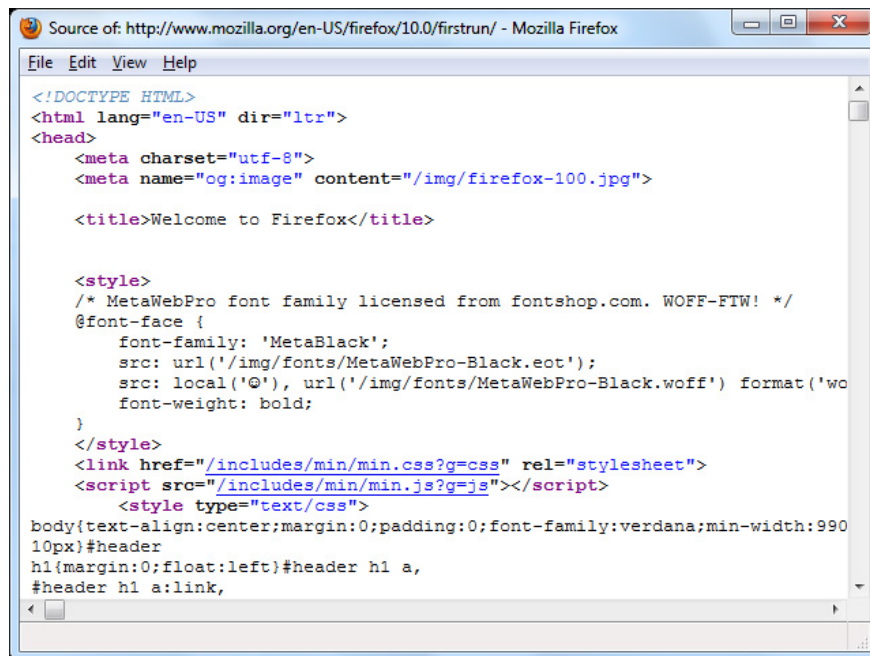 Source of: http://www.mozilla.org/en-US/firefox/10.0/firstrun/ - Mozilla Firefox
File Edit View Help
<!DOCTYPE HTML>
<html lang="en-US" dir="ltr">
<head>
    <meta charset="utf-8">
    <meta name="og:image" content="/img/firefox-100.jpg">
    <title>Welcome to Firefox</title>
    <style>
    /* MetaWebPro font family licensed from fontshop.com. WOFF-FTW! */
    @font-face {
        font-family: 'MetaBlack';
        src: url('/img/fonts/MetaWebPro-Black.eot');
        src: local('☺'), url('/img/fonts/MetaWebPro-Black.woff') format('wo
        font-weight: bold;
    }
    </style>
    <link href="/includes/min/min.css?g=css" rel="stylesheet">
    <script src="/includes/min/min.js?g=js"></script>
        <style type="text/css">
body{text-align:center;margin:0;padding:0;font-family:verdana;min-width:990
10px}#header
h1{margin:0;float:left}#header h1 a,
#header h1 a:link,